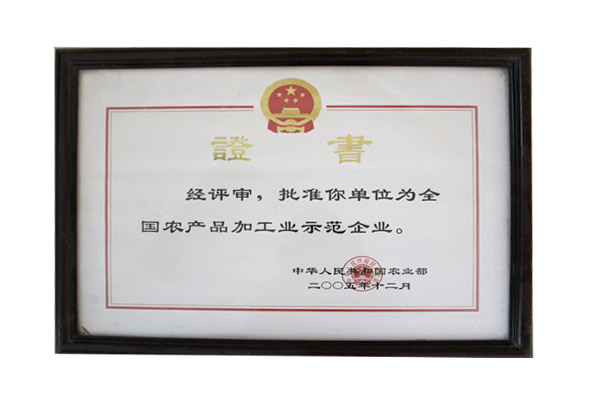 證書
经评审，批准你单位为全
国农产品加工业示范企业。
中华人民共和国农业部
二〇〇五年十二月